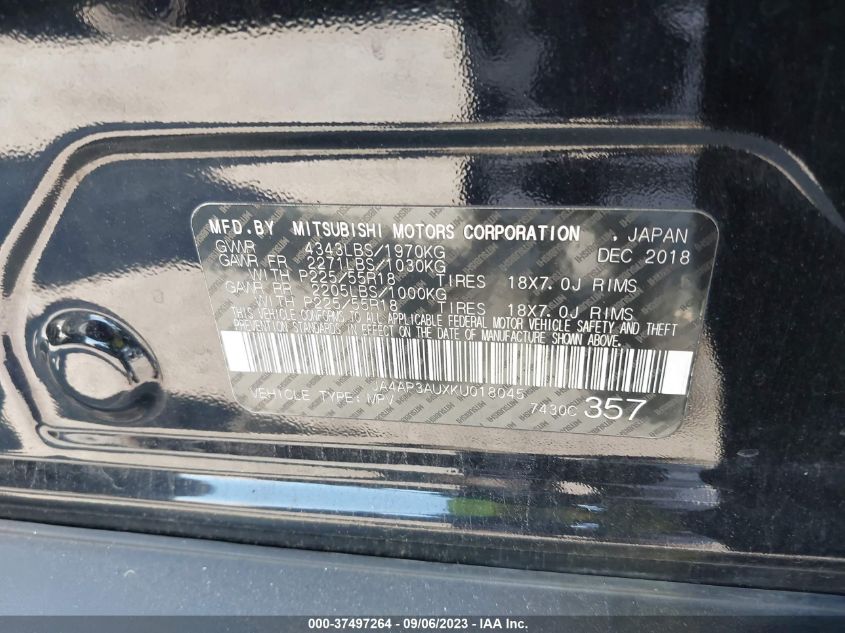 MFD.BY MITSUBISHI MOTORS CORPORATION , JAPAN
GVWR 4343LBS/1970KG DEC 2018
GAWR FR 2271LBS/1030KG
WITH P225/55R18 TIRES 18X7.0J RIMS
GAWR RR 2205LBS/1000KG
WITH P225/55R18 TIRES 18X7.0J RIMS
THIS VEHICLE CONFORMS TO ALL APPLICABLE FEDERAL MOTOR VEHICLE SAFETY AND THEFT
PREVENTION STANDARDS IN EFFECT ON THE DATE OF MANUFACTURE SHOWN ABOVE.
JA4AP3AUXKU018045
VEHICLE TYPE: MPV 7430C 357
000-37497264 - 09/06/2023 - COPYRIGHT IAA, Inc.